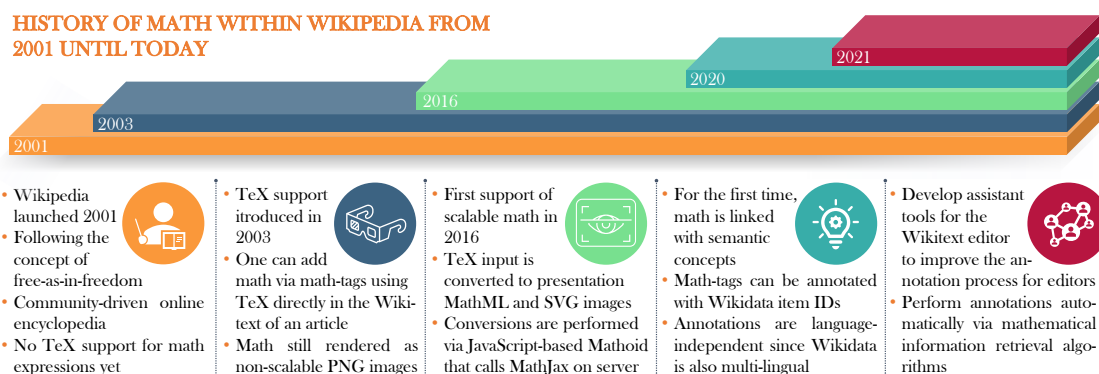 HISTORY OF MATH WITHIN WIKIPEDIA FROM
2001 UNTIL TODAY
2021
2020
2016
2003
2001
• Wikipedia
launched 2001
• Following the
concept of
free-as-in-freedom
• Community-driven online
encyclopedia
• No TeX support for math
expressions yet
• TeX support
itroduced in
2003
• One can add
math via math-tags using
TeX directly in the Wiki-
text of an article
• Math still rendered as
non-scalable PNG images
• First support of
scalable math in
2016
• TeX input is
converted to presentation
MathML and SVG images
• Conversions are performed
via JavaScript-based Mathoid
that calls MathJax on server
• For the first time,
math is linked
with semantic
concepts
• Math-tags can be annotated
with Wikidata item IDs
• Annotations are language-
independent since Wikidata
is also multi-lingual
• Develop assistant
tools for the
Wikitext editor
to improve the an-
notation process for editors
• Perform annotations auto-
matically via mathematical
information retrieval algo-
rithms